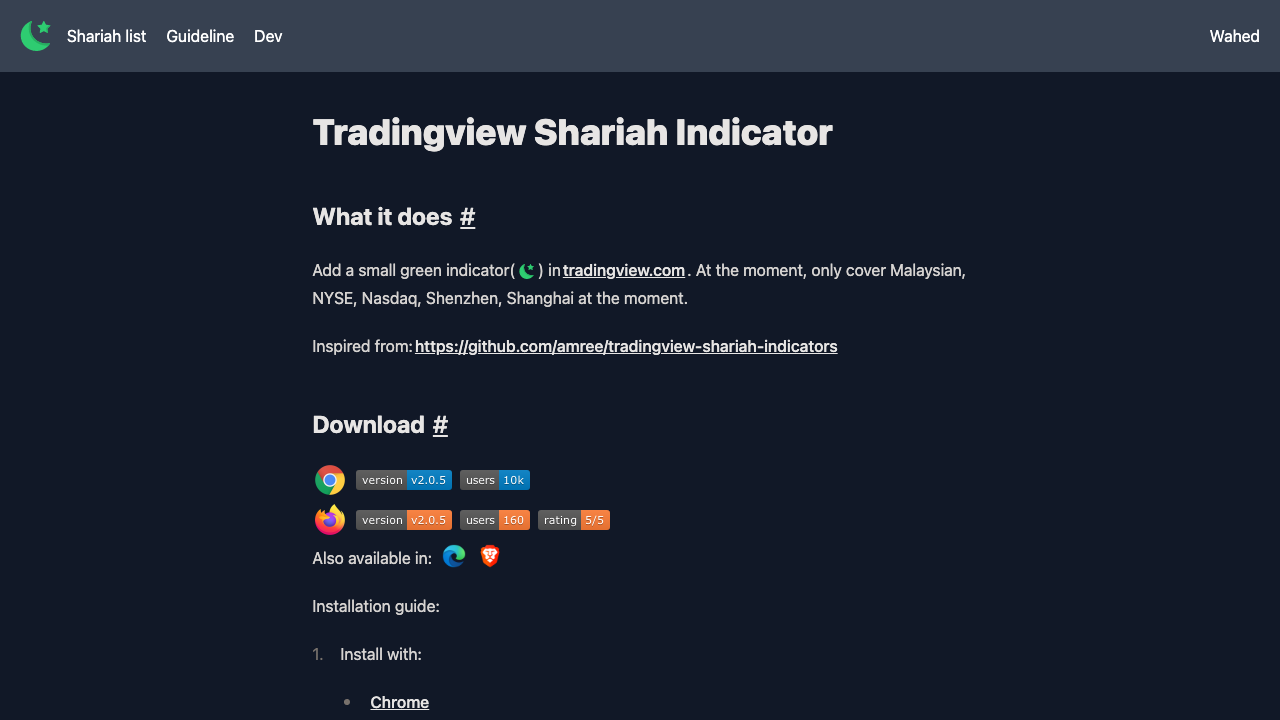 Shariah list Guideline Dev Wahed
Tradingview Shariah Indicator
What it does #
Add a small green indicator( ) in tradingview.com . At the moment, only cover Malaysian,
NYSE, Nasdaq, Shenzhen, Shanghai at the moment.
Inspired from: https://github.com/amree/tradingview-shariah-indicators
Download #
version v2.0.5 users 10k
version v2.0.5 users 160 rating 5/5
Also available in:
Installation guide:
1. Install with:
• Chrome